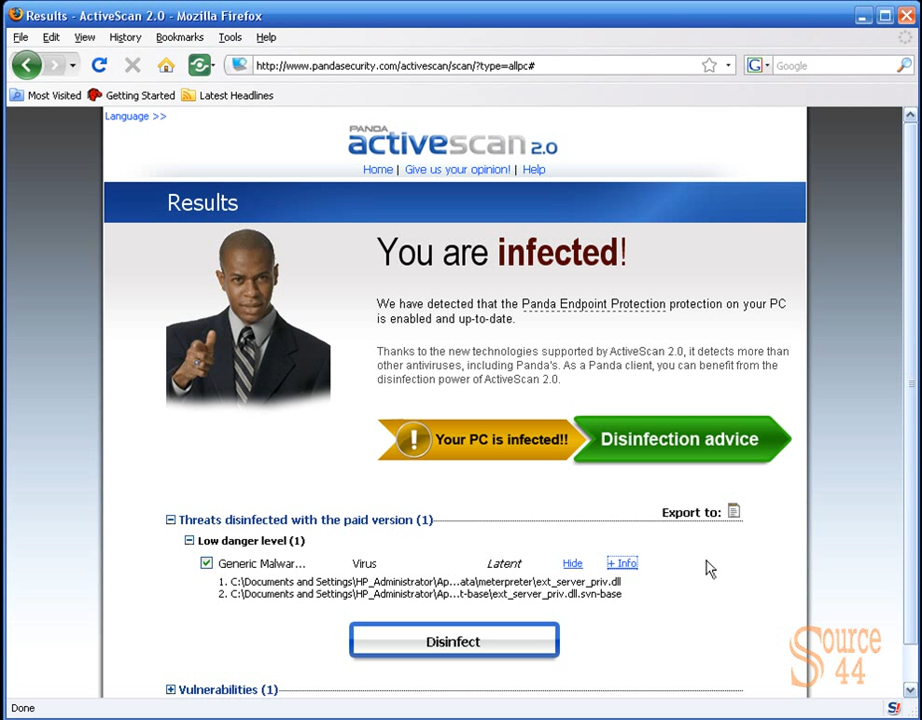 Results - ActiveScan 2.0 - Mozilla Firefox
File Edit View History Bookmarks Tools Help
http://www.pandasecurity.com/activescan/scan/?type=allpc#
G Google
Most Visited Getting Started Latest Headlines
Language >>
PANDA
activescan 2.0
Home | Give us your opinion! | Help
Results
You are infected!
We have detected that the Panda Endpoint Protection protection on your PC
is enabled and up-to-date.
Thanks to the new technologies supported by ActiveScan 2.0, it detects more than
other antiviruses, including Panda's. As a Panda client, you can benefit from the
disinfection power of ActiveScan 2.0.
! Your PC is infected!! Disinfection advice
Export to:
Threats disinfected with the paid version (1)
Low danger level (1)
Generic Malwar... Virus Latent Hide + Info
1. C:\Documents and Settings\HP_Administrator\Ap...ata\meterpreter\ext_server_priv.dll
2. C:\Documents and Settings\HP_Administrator\Ap...t-base\ext_server_priv.dll.svn-base
Disinfect
Source
44
Vulnerabilities (1)
Done
S!